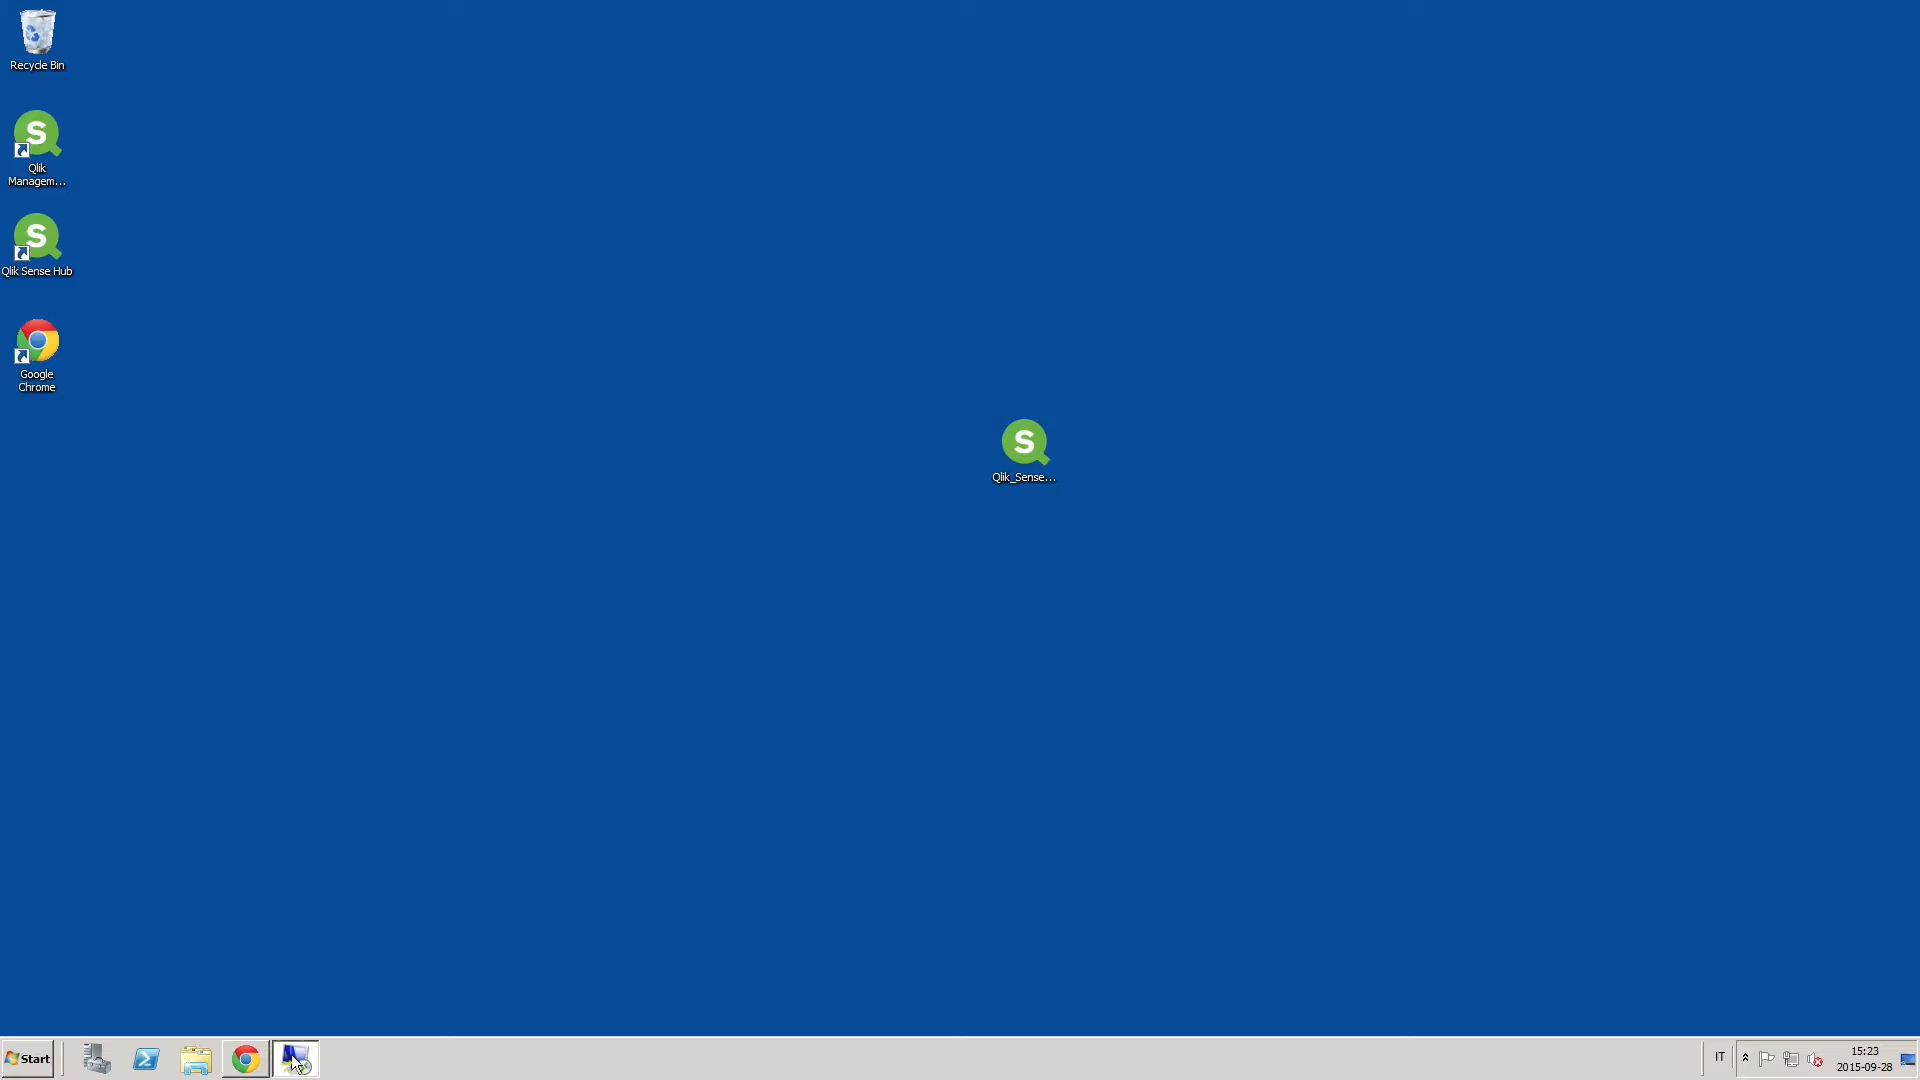 Recycle Bin
S
Qlik
Managem...
S
Qlik Sense Hub
Google
Chrome
S
Qlik_Sense...
Start
IT
15:23
2015-09-28